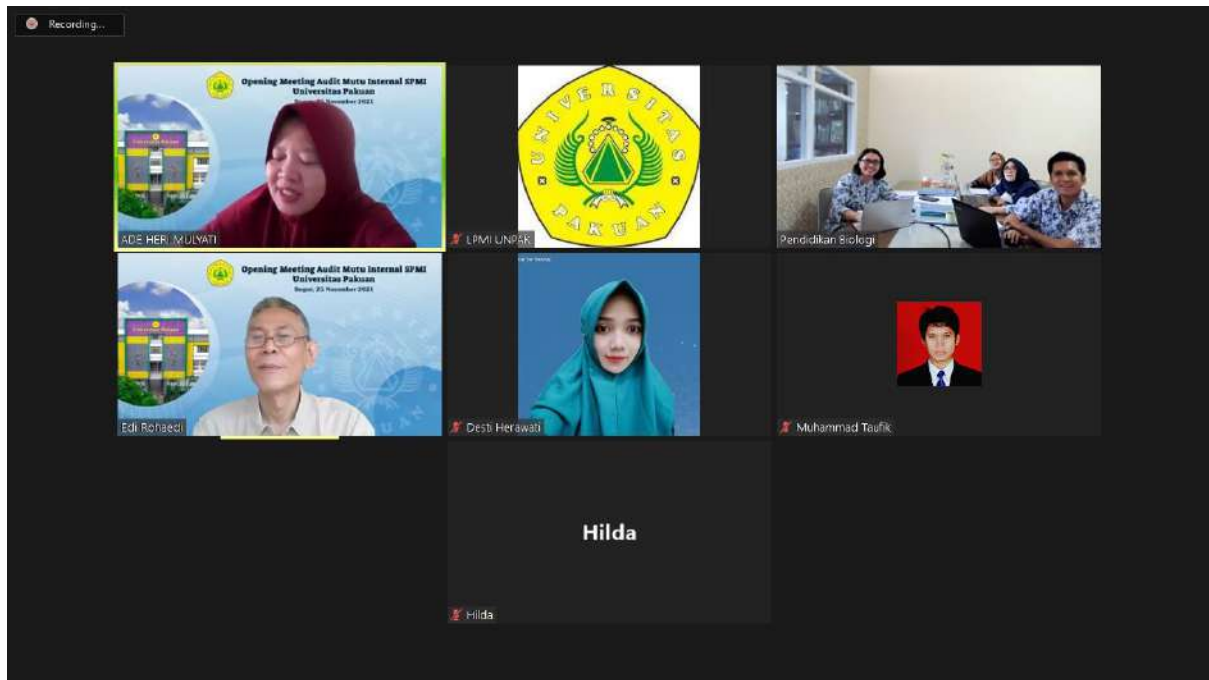 Recording...
Opening Meeting Audit Mutu Internal SPMI
Universitas Pakuan
November 2021
ADE HERI MULYATI
UNIVERSITAS
PAKUAN
LPMI UNPAK
Pendidikan Biologi
Opening Meeting Audit Mutu Internal SPMI
Universitas Pakuan
Bogor, 25 November 2021
Edi Rohaedi
Desti Herawati
Muhammad Taufik
Hilda
Hilda